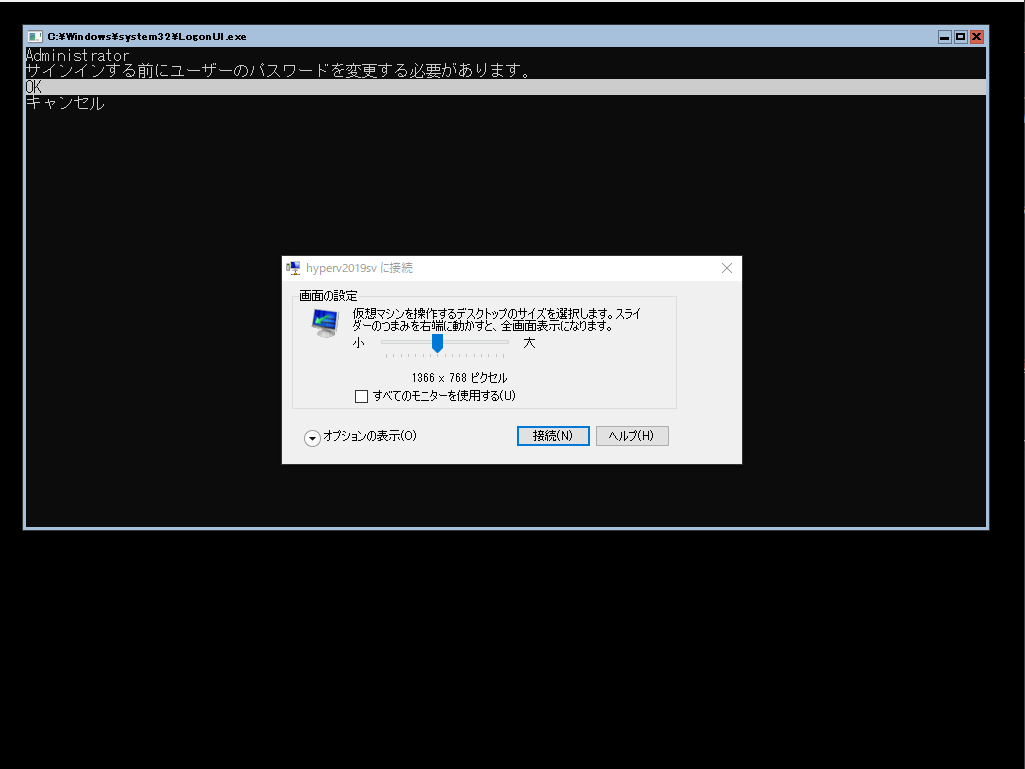 C:¥Windows¥system32¥LogonUI.exe
Administrator
サインインする前にユーザーのパスワードを変更する必要があります。
OK
キャンセル
hyperv2019sv に接続
画面の設定
仮想マシンを操作するデスクトップのサイズを選択します。スライ
ダーのつまみを右端に動かすと、全画面表示になります。
小 大
1366 x 768 ピクセル
すべてのモニターを使用する(U)
オプションの表示(O) 接続(N) ヘルプ(H)